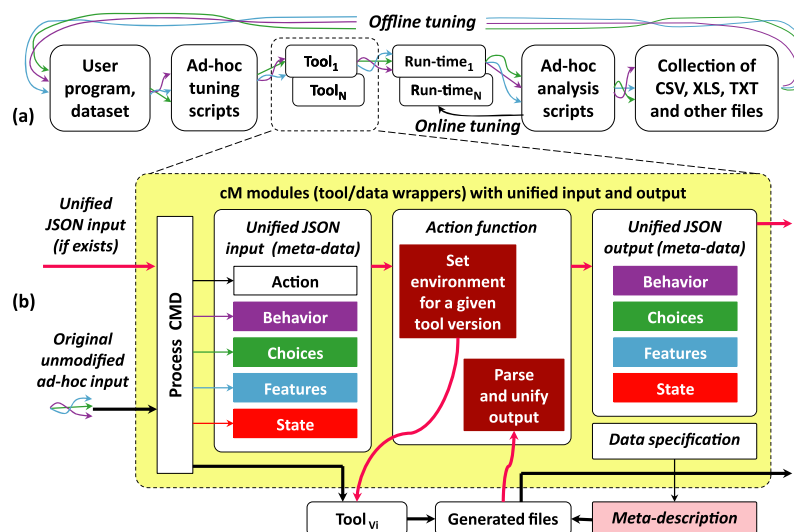 Offline tuning
User
program,
dataset
Ad-hoc
tuning
scripts
Tool1
ToolN
Run-time1
Run-timeN
Online tuning
Ad-hoc
analysis
scripts
Collection of
CSV, XLS, TXT
and other files
(a)
cM modules (tool/data wrappers) with unified input and output
Unified
JSON input
(if exists)
(b)
Original
unmodified
ad-hoc input
Process CMD
Unified JSON
input (meta-data)
Action
Behavior
Choices
Features
State
Action function
Set
environment
for a given
tool version
Parse
and unify
output
Unified JSON
output (meta-data)
Behavior
Choices
Features
State
Data specification
Tool Vi
Generated files
Meta-description